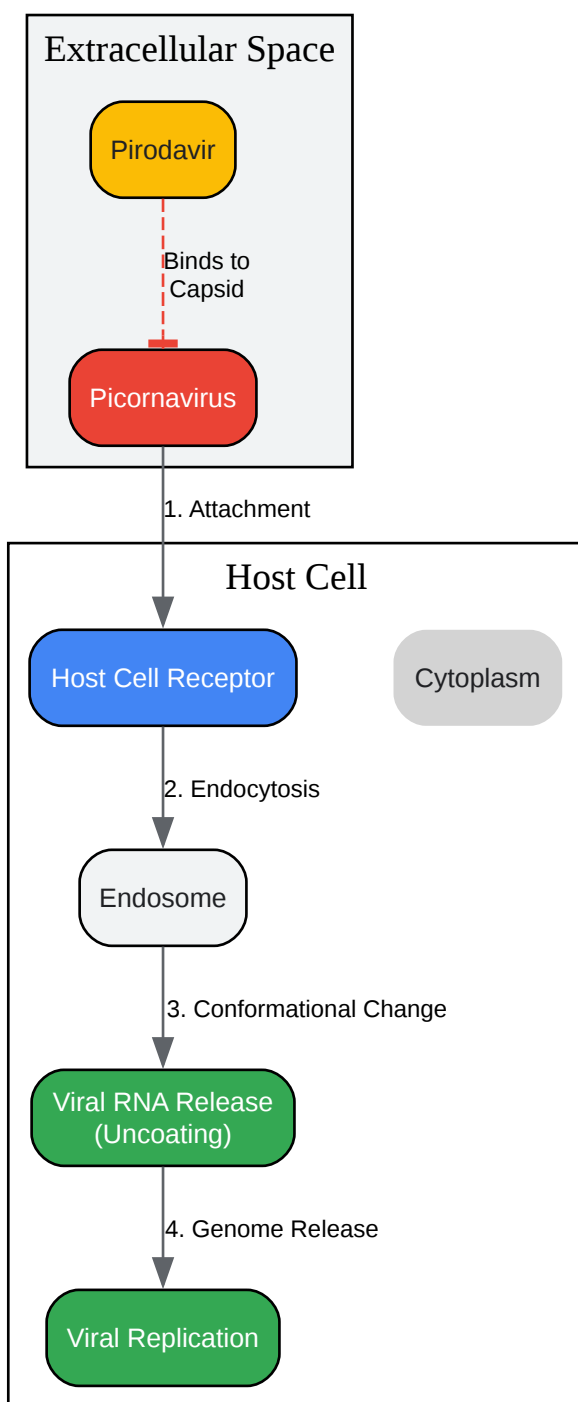 Extracellular Space
Pirodavir
Binds to
Capsid
Picornavirus
1. Attachment
Host Cell
Host Cell Receptor
Cytoplasm
2. Endocytosis
Endosome
3. Conformational Change
Viral RNA Release
(Uncoating)
4. Genome Release
Viral Replication